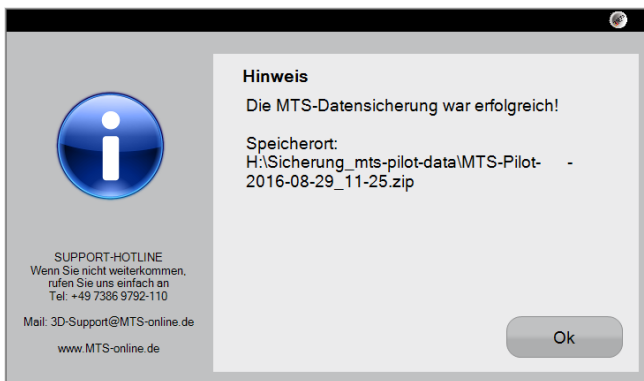 Hinweis
Die MTS-Datensicherung war erfolgreich!
Speicherort:
H:\Sicherung_mts-pilot-data\MTS-Pilot- -
2016-08-29_11-25.zip
SUPPORT-HOTLINE
Wenn Sie nicht weiterkommen,
rufen Sie uns einfach an
Tel: +49 7386 9792-110
Mail: 3D-Support@MTS-online.de
www.MTS-online.de
Ok